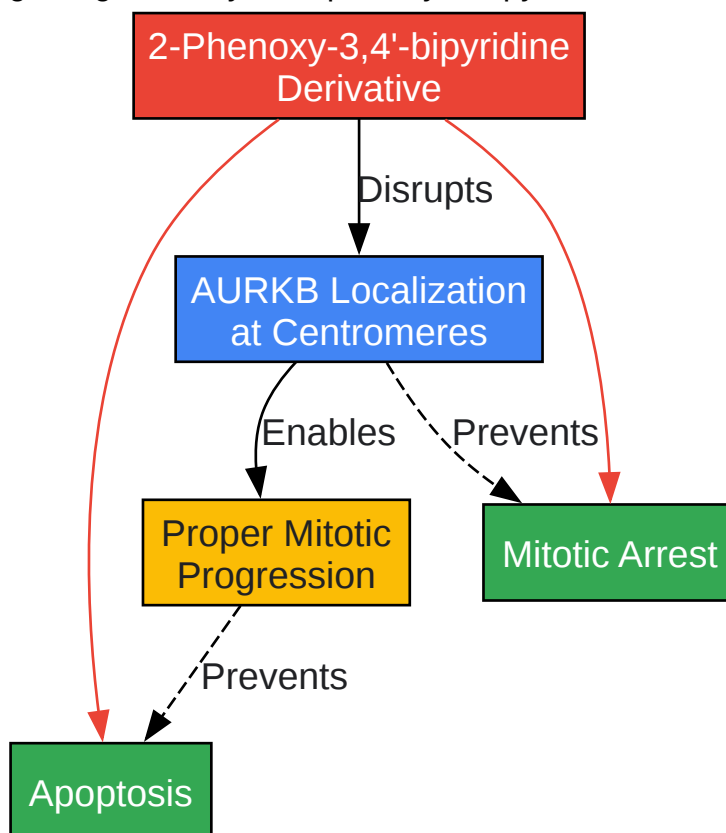 2-Phenoxy-3,4'-bipyridine
Derivative
Disrupts
AURKB Localization
at Centromeres
Enables
Prevents
Proper Mitotic
Progression
Mitotic Arrest
Prevents
Apoptosis